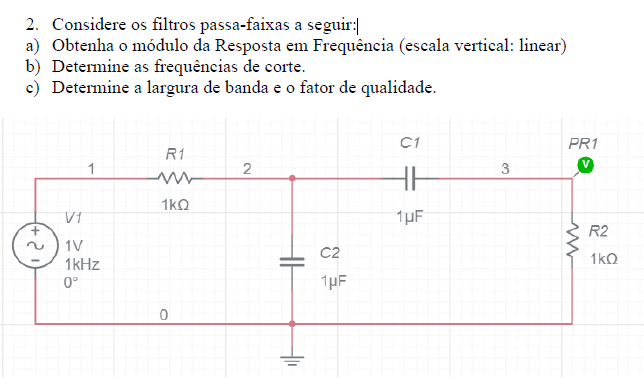 2. Considere os filtros passa-faixas a seguir:
a) Obtenha o módulo da Resposta em Frequência (escala vertical: linear)
b) Determine as frequências de corte.
c) Determine a largura de banda e o fator de qualidade.
C1
PR1
R1
V
1
2
3
1kΩ
V1
1µF
R2
1V
C2
1kΩ
1kHz
0°
1µF
0